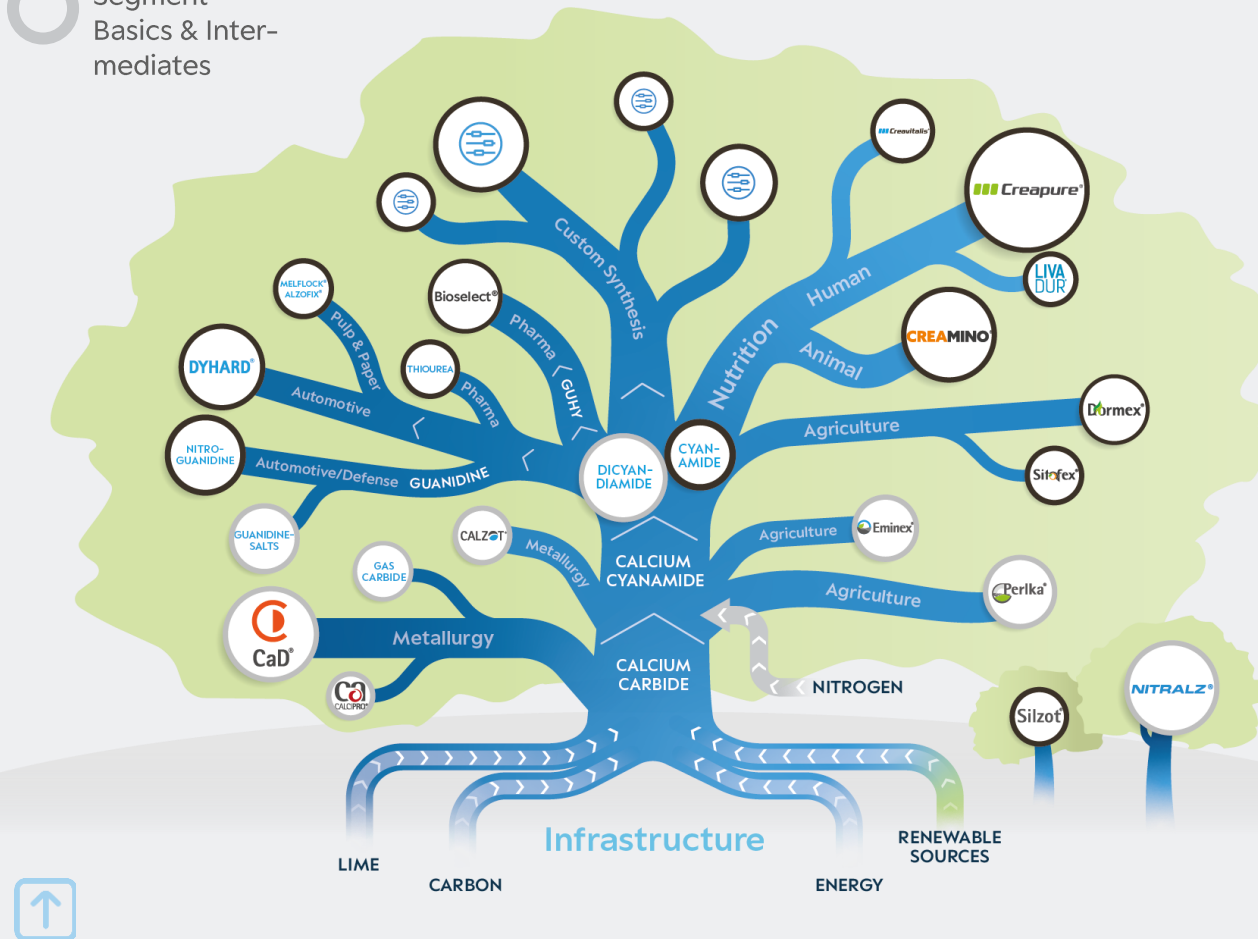 Segment
Basics & Inter-
mediates
Creavitalis®
Creapure®
LIVA
DUR®
Custom Synthesis
Human
MELFLOCK®
ALZOFIX®
Bioselect®
Pulp & Paper
Pharma
GUHY
Nutrition
CREAMINO®
Animal
DYHARD®
THIOUREA
Automotive
Pharma
Dormex®
Agriculture
NITRO-
GUANIDINE
Automotive/Defense
GUANIDINE
DICYAN-
DIAMIDE
CYAN-
AMIDE
Sitofex®
GUANIDINE-
SALTS
CALZOT®
Metallurgy
Agriculture
Eminex®
GAS
CARBIDE
CALCIUM
CYANAMIDE
Agriculture
Perlka®
CaD®
Metallurgy
CALCIUM
CARBIDE
ca
CALCIPRO®
NITROGEN
Silzot®
NITRALZ®
Infrastructure
LIME
CARBON
ENERGY
RENEWABLE
SOURCES